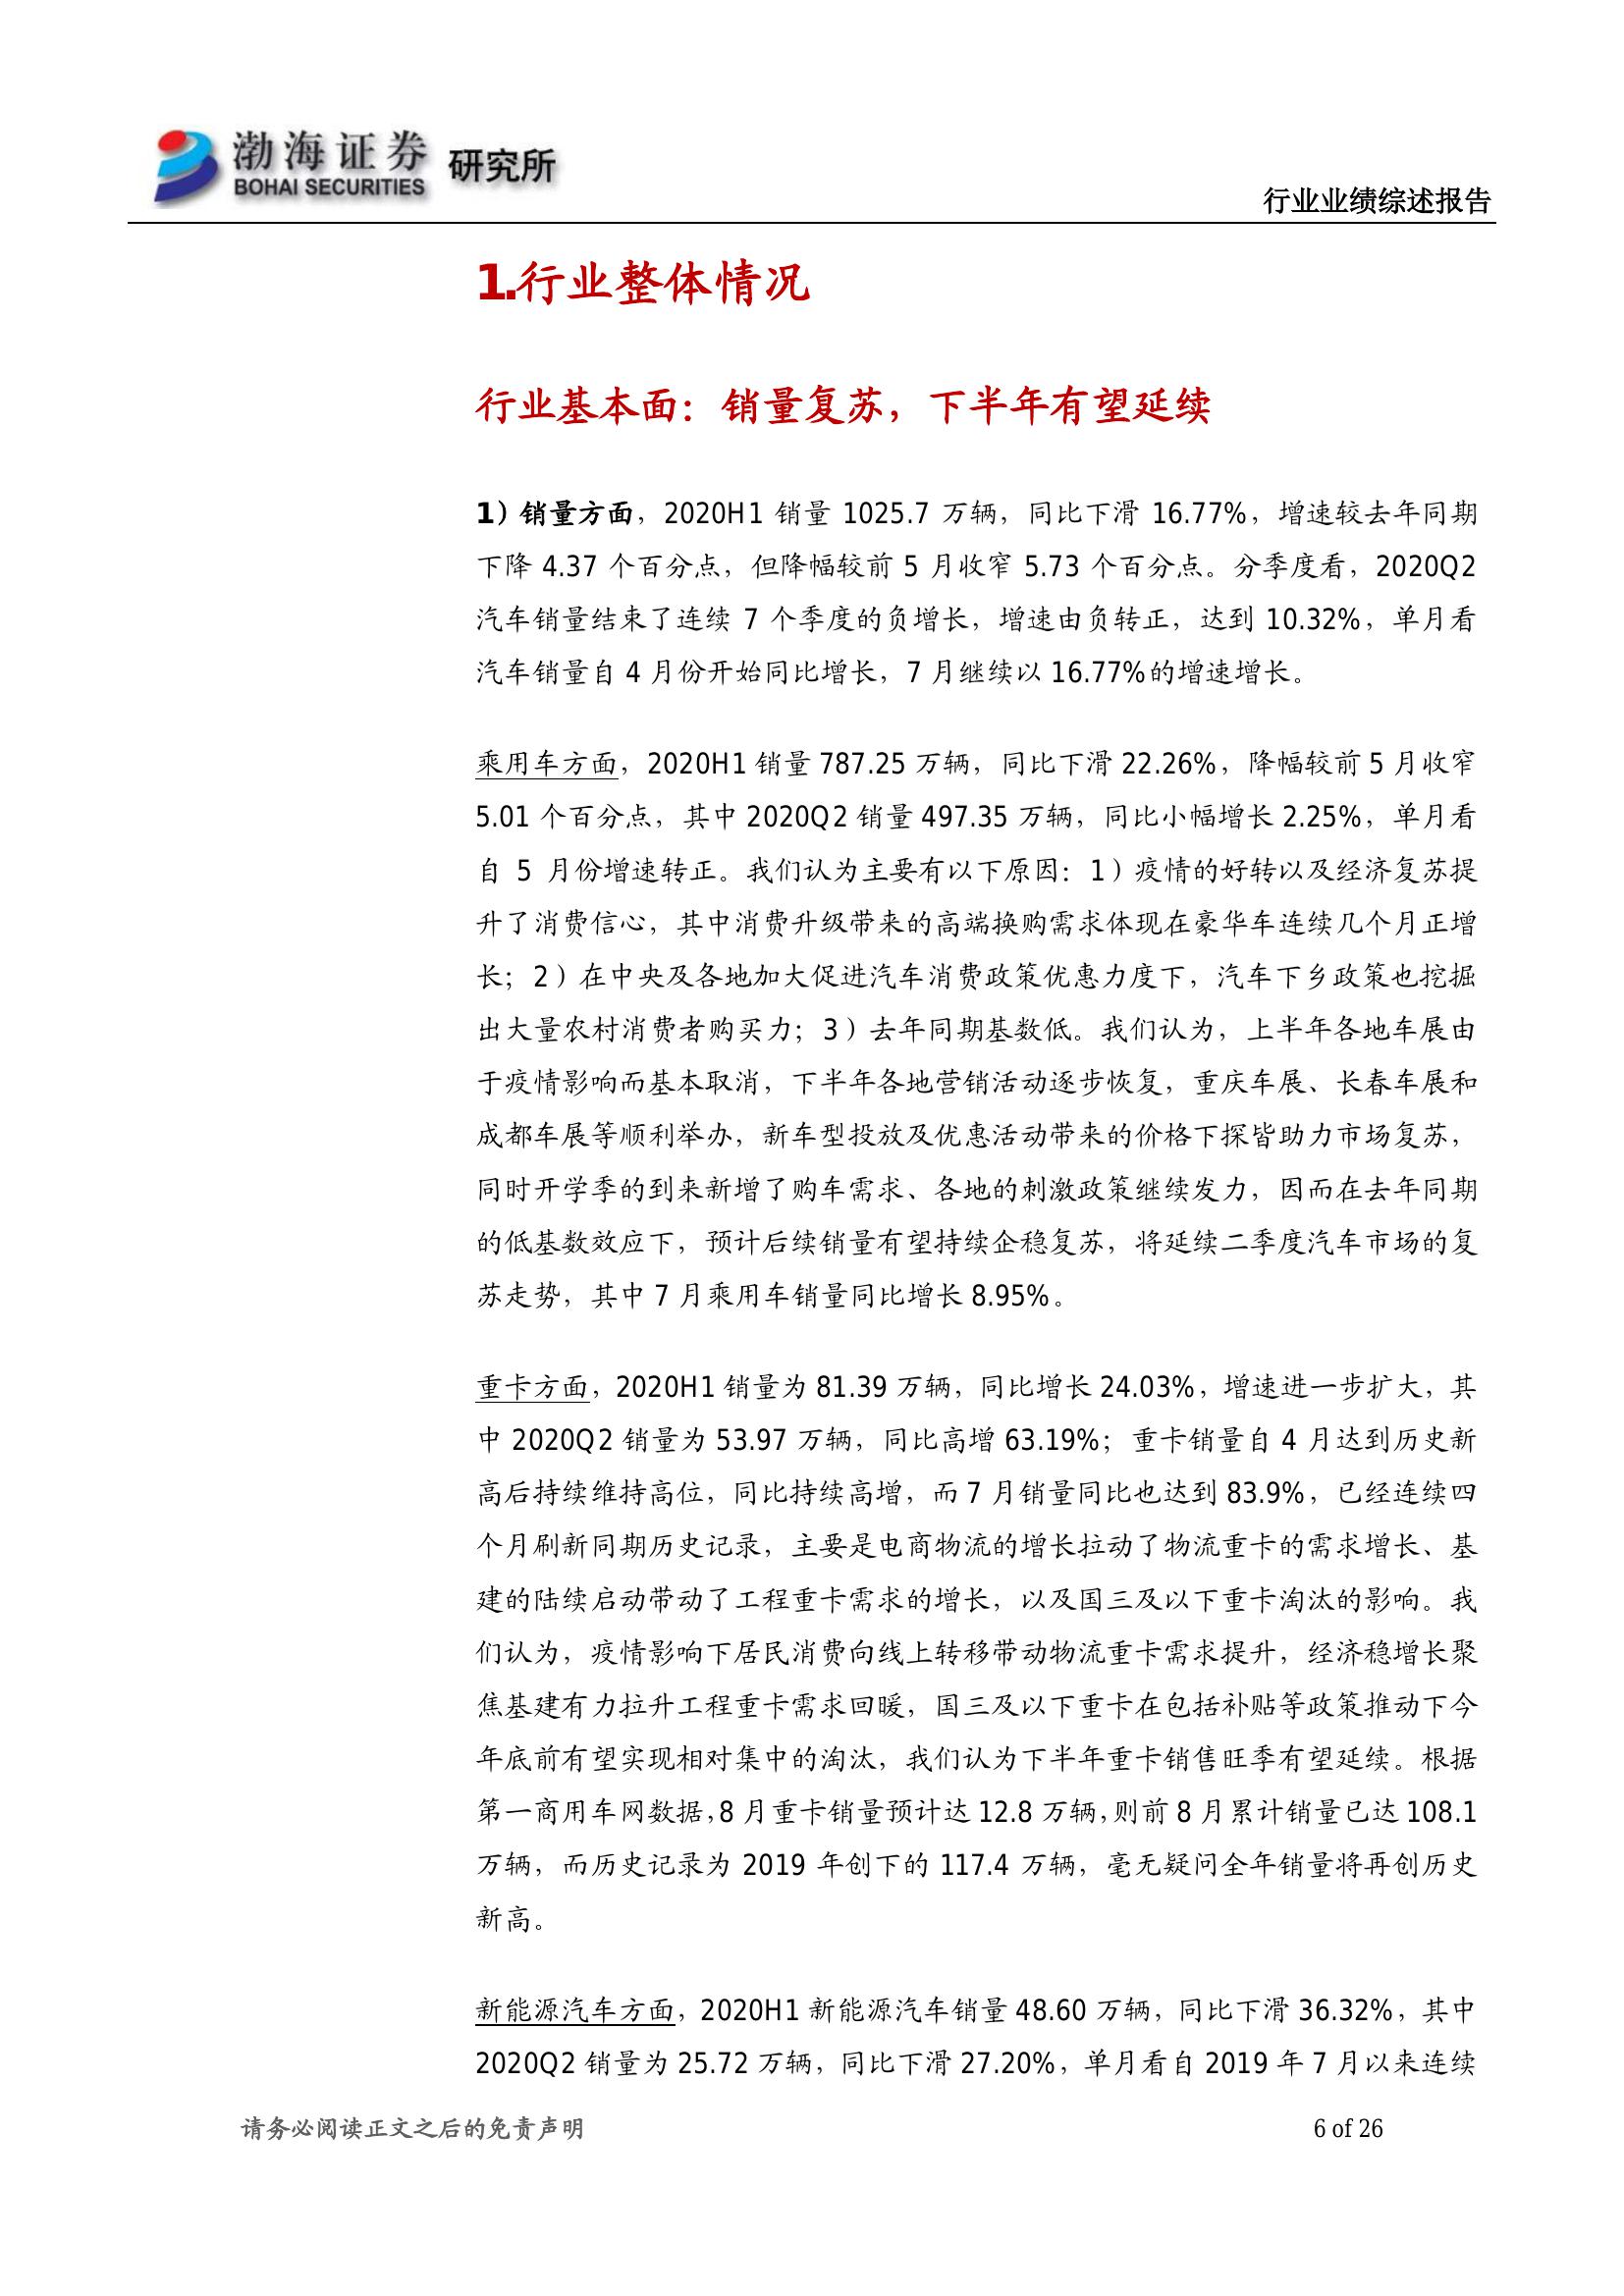 渤海证券 研究所
BOHAI SECURITIES
行业业绩综述报告
1.行业整体情况
行业基本面：销量复苏，下半年有望延续
1）销量方面，2020H1 销量 1025.7 万辆，同比下滑 16.77%，增速较去年同期
下降 4.37 个百分点，但降幅较前 5 月收窄 5.73 个百分点。分季度看，2020Q2
汽车销量结束了连续 7 个季度的负增长，增速由负转正，达到 10.32%，单月看
汽车销量自 4 月份开始同比增长，7 月继续以 16.77%的增速增长。
乘用车方面，2020H1 销量 787.25 万辆，同比下滑 22.26%，降幅较前 5 月收窄
5.01 个百分点，其中 2020Q2 销量 497.35 万辆，同比小幅增长 2.25%，单月看
自 5 月份增速转正。我们认为主要有以下原因：1）疫情的好转以及经济复苏提
升了消费信心，其中消费升级带来的高端换购需求体现在豪华车连续几个月正增
长；2）在中央及各地加大促进汽车消费政策优惠力度下，汽车下乡政策也挖掘
出大量农村消费者购买力；3）去年同期基数低。我们认为，上半年各地车展由
于疫情影响而基本取消，下半年各地营销活动逐步恢复，重庆车展、长春车展和
成都车展等顺利举办，新车型投放及优惠活动带来的价格下探皆助力市场复苏，
同时开学季的到来新增了购车需求、各地的刺激政策继续发力，因而在去年同期
的低基数效应下，预计后续销量有望持续企稳复苏，将延续二季度汽车市场的复
苏走势，其中 7 月乘用车销量同比增长 8.95%。
重卡方面，2020H1 销量为 81.39 万辆，同比增长 24.03%，增速进一步扩大，其
中 2020Q2 销量为 53.97 万辆，同比高增 63.19%；重卡销量自 4 月达到历史新
高后持续维持高位，同比持续高增，而 7 月销量同比也达到 83.9%，已经连续四
个月刷新同期历史记录，主要是电商物流的增长拉动了物流重卡的需求增长、基
建的陆续启动带动了工程重卡需求的增长，以及国三及以下重卡淘汰的影响。我
们认为，疫情影响下居民消费向线上转移带动物流重卡需求提升，经济稳增长聚
焦基建有力拉升工程重卡需求回暖，国三及以下重卡在包括补贴等政策推动下今
年底前有望实现相对集中的淘汰，我们认为下半年重卡销售旺季有望延续。根据
第一商用车网数据，8 月重卡销量预计达 12.8 万辆，则前 8 月累计销量已达 108.1
万辆，而历史记录为 2019 年创下的 117.4 万辆，毫无疑问全年销量将再创历史
新高。
新能源汽车方面，2020H1 新能源汽车销量 48.60 万辆，同比下滑 36.32%，其中
2020Q2 销量为 25.72 万辆，同比下滑 27.20%，单月看自 2019 年 7 月以来连续
请务必阅读正文之后的免责声明
6 of 26